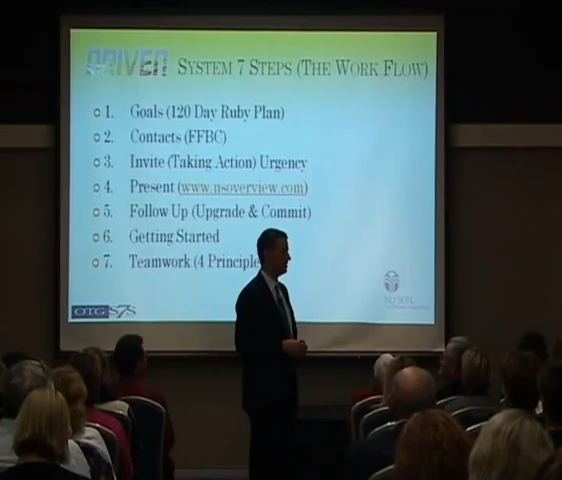 DRIVEN SYSTEM 7 STEPS (THE WORK FLOW)
1. Goals (120 Day Ruby Plan)
2. Contacts (FFBC)
3. Invite (Taking Action) Urgency
4. Present (www.nsoverview.com)
5. Follow Up (Upgrade & Commit)
6. Getting Started
7. Teamwork (4 Principle
OTG S7S
NU SKIN